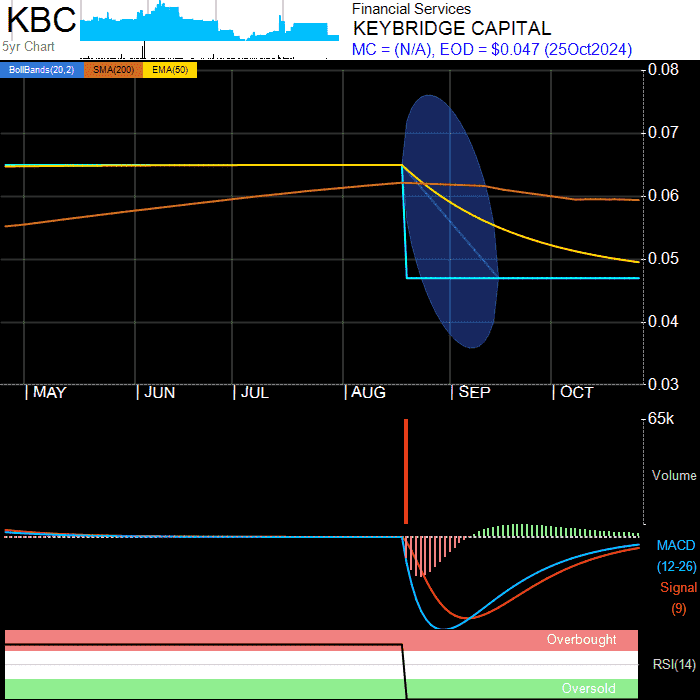 KBC
5yr Chart
Financial Services
KEYBRIDGE CAPITAL
MC = (N/A), EOD = $0.047 (25Oct2024)
BollBands(20,2) SMA(200) EMA(50)
0.08
0.07
0.06
0.05
0.04
0.03
MAY JUN JUL AUG SEP OCT
65k
Volume
MACD
(12-26)
Signal
(9)
Overbought
RSI(14)
Oversold